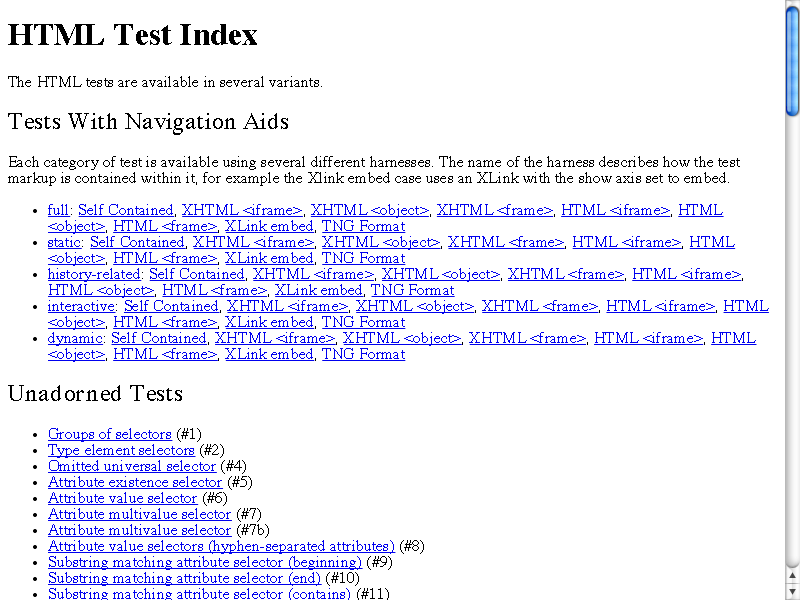 HTML Test Index
The HTML tests are available in several variants.
Tests With Navigation Aids
Each category of test is available using several different harnesses. The name of the harness describes how the test
markup is contained within it, for example the Xlink embed case uses an XLink with the show axis set to embed.
• full: Self Contained, XHTML <iframe>, XHTML <object>, XHTML <frame>, HTML <iframe>, HTML
<object>, HTML <frame>, XLink embed, TNG Format
• static: Self Contained, XHTML <iframe>, XHTML <object>, XHTML <frame>, HTML <iframe>, HTML
<object>, HTML <frame>, XLink embed, TNG Format
• history-related: Self Contained, XHTML <iframe>, XHTML <object>, XHTML <frame>, HTML <iframe>,
HTML <object>, HTML <frame>, XLink embed, TNG Format
• interactive: Self Contained, XHTML <iframe>, XHTML <object>, XHTML <frame>, HTML <iframe>, HTML
<object>, HTML <frame>, XLink embed, TNG Format
• dynamic: Self Contained, XHTML <iframe>, XHTML <object>, XHTML <frame>, HTML <iframe>, HTML
<object>, HTML <frame>, XLink embed, TNG Format
Unadorned Tests
• Groups of selectors (#1)
• Type element selectors (#2)
• Omitted universal selector (#4)
• Attribute existence selector (#5)
• Attribute value selector (#6)
• Attribute multivalue selector (#7)
• Attribute multivalue selector (#7b)
• Attribute value selectors (hyphen-separated attributes) (#8)
• Substring matching attribute selector (beginning) (#9)
• Substring matching attribute selector (end) (#10)
• Substring matching attribute selector (contains) (#11)